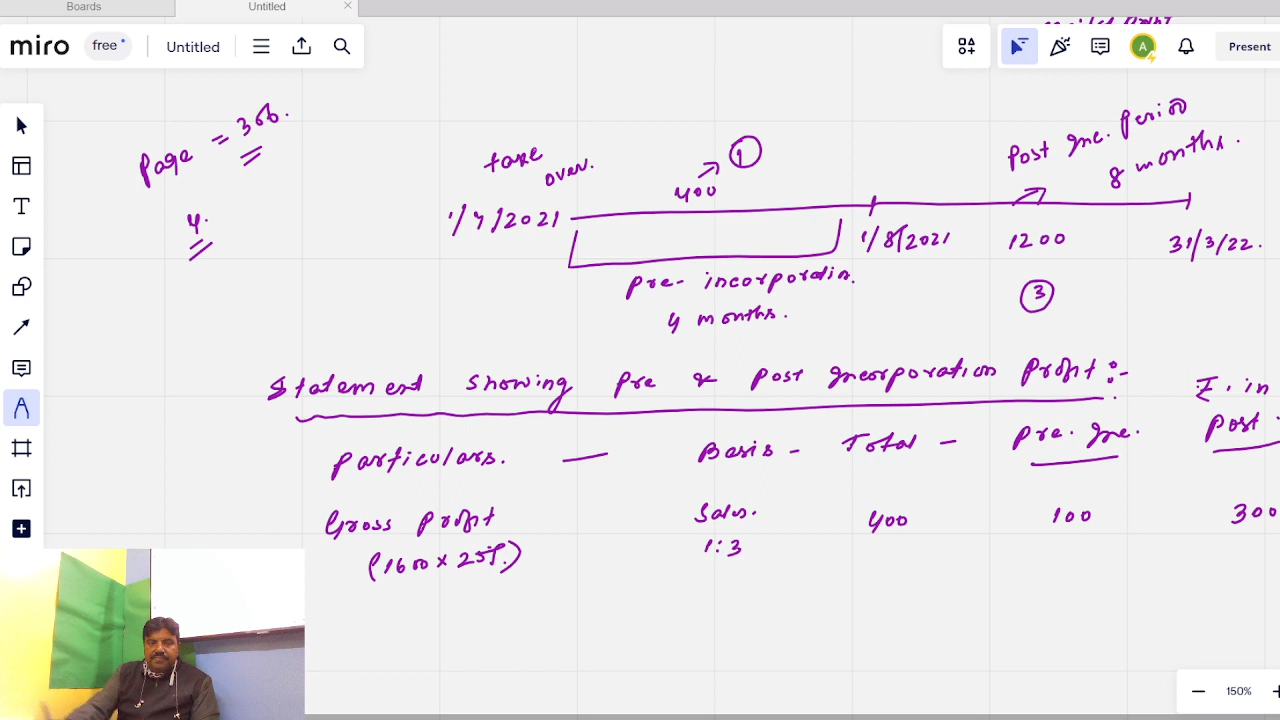 Boards Untitled
miro free Untitled Present
Page = 366.
4.
take over.
400 ①
Post Inc. Period
8 months.
1/4/2021 1/8/2021 1200 31/3/22.
③
Pre-incorporation.
4 months.
Statement showing Pre & Post Incorporation Profit :-
Particulars. — Basis - Total - Pre. Inc. Post.
Gross Profit Sales. 400 100 300
(1600 x 25%.) 1:3
A
150%